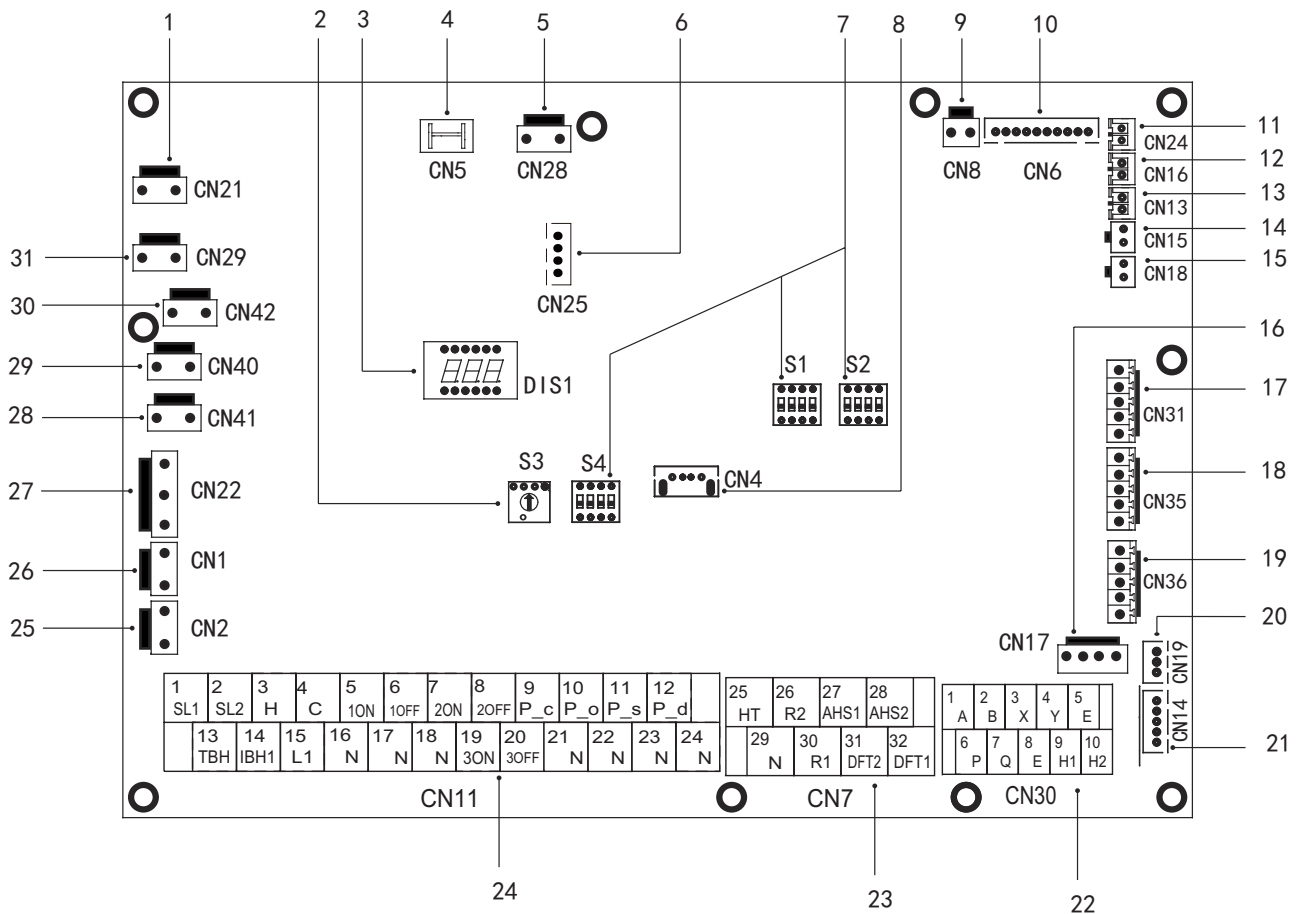 1 2 3 4 5 6 7 8 9 10
CN5 CN28 CN8 CN6
CN24 11
CN16 12
CN21 CN13 13
CN15 14
31 CN29 CN18 15
CN25
30 CN42
16
29 CN40
S1 S2
DIS1
17
28 CN41 CN31
S3 S4
18
27 CN22 CN4
CN35
CN1
26 19
CN36
25 CN2 20
CN17 CN19
1 2 3 4 5 6 7 8 9 10 11 12
SL1 SL2 H C 1ON 1OFF 2ON 2OFF P_c P_o P_s P_d
13 14 15 16 17 18 19 20 21 22 23 24
TBH IBH1 L1 N N N 3ON 3OFF N N N N
25 26 27 28
HT R2 AHS1 AHS2
29 30 31 32
N R1 DFT2 DFT1
1 2 3 4 5
A B X Y E
6 7 8 9 10
P Q E H1 H2
CN14
21
CN11 CN7 CN30
24 23 22